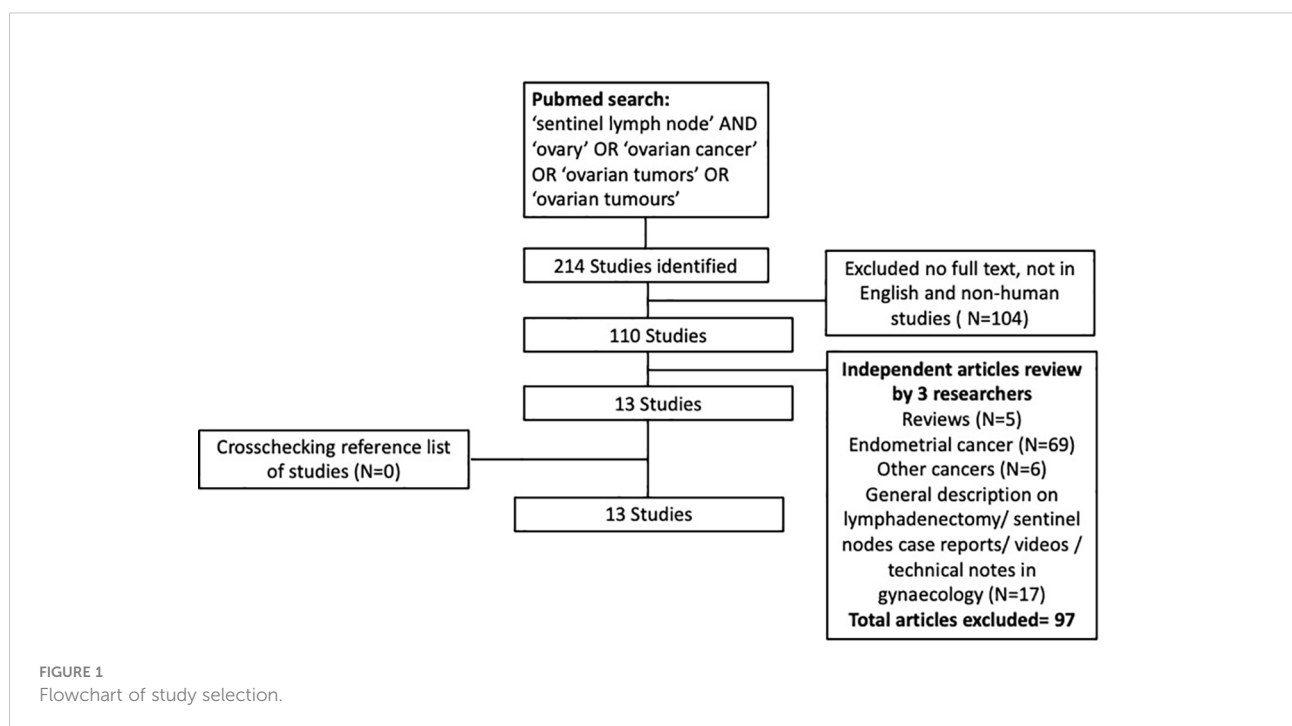 Pubmed search:
‘sentinel lymph node’ AND
‘ovary’ OR ‘ovarian cancer’
OR ‘ovarian tumors’ OR
‘ovarian tumours’
214 Studies identified
Excluded no full text, not in
English and non-human
studies ( N=104)
110 Studies
Independent articles review
by 3 researchers
Reviews (N=5)
Endometrial cancer (N=69)
Other cancers (N=6)
General description on
lymphadenectomy/ sentinel
nodes case reports/ videos /
technical notes in
gynaecology (N=17)
Total articles excluded= 97
13 Studies
Crosschecking reference list
of studies (N=0)
13 Studies
FIGURE 1
Flowchart of study selection.